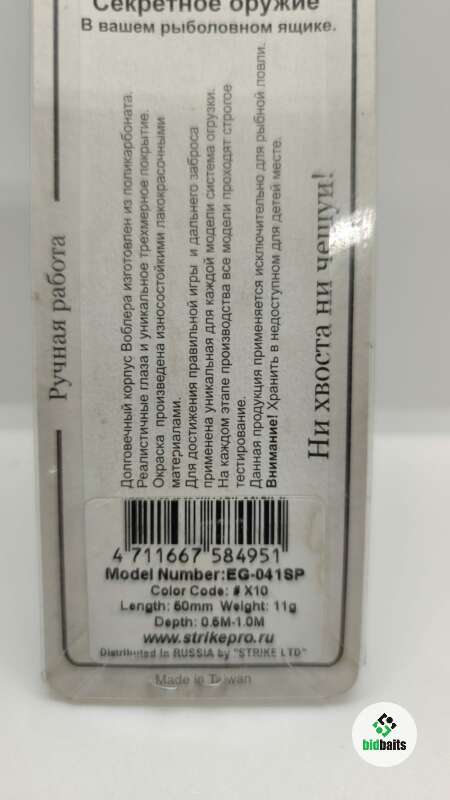 Секретное оружие
В вашем рыболовном ящике.
Ручная работа
Долговечный корпус Воблера изготовлен из поликарбоната.
Реалистичные глаза и уникальное трехмерное покрытие.
Окраска произведена износостойкими лакокрасочными
материалами.
Для достижения правильной игры и дальнего заброса
применена уникальная для каждой модели система огрузки.
На каждом этапе производства все модели проходят строгое
тестирование.
Данная продукция применяется исключительно для рыбной ловли.
Внимание! Хранить в недоступном для детей месте.
Ни хвоста ни чешуи!
4 711667 584951
Model Number:EG-041SP
Color Code: # X10
Length: 60mm Weight: 11g
Depth: 0.6M-1.0M
www.strikepro.ru
Distributed in RUSSIA by "STRIKE LTD"
Made in Taiwan
bidbaits